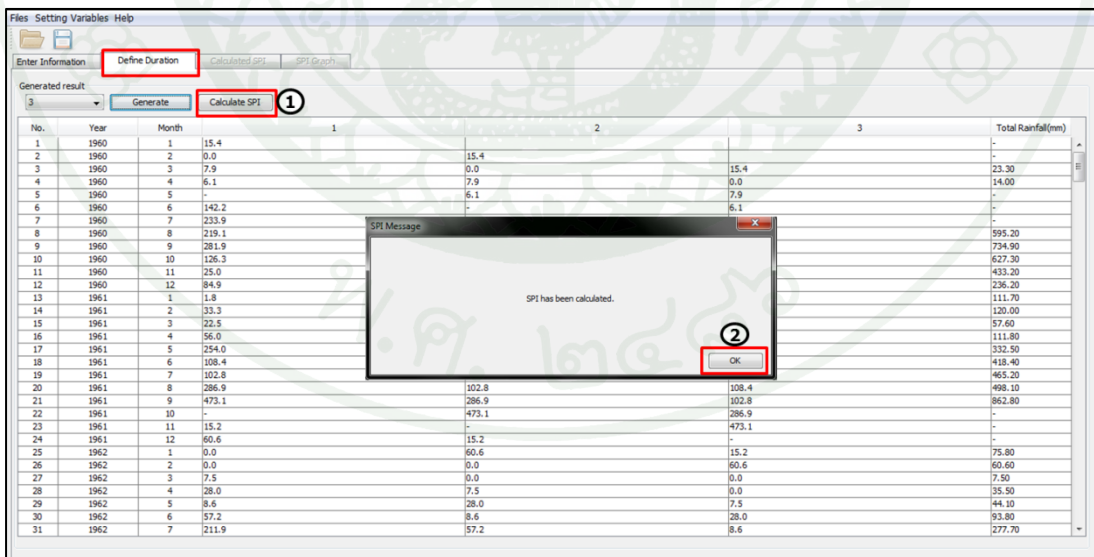 Files Setting Variables Help
Enter Information Define Duration Calculated SPI SPI Graph
Generated result
3 Generate Calculate SPI ①
No. Year Month 1 2 3 Total Rainfall(mm)
1 1960 1 15.4 -
2 1960 2 0.0 15.4 -
3 1960 3 7.9 0.0 15.4 23.30
4 1960 4 6.1 7.9 0.0 14.00
5 1960 5 - 6.1 7.9 -
6 1960 6 142.2 - 6.1 -
7 1960 7 233.9 -
SPI Message
8 1960 8 219.1 595.20
9 1960 9 281.9 734.90
10 1960 10 126.3 627.30
11 1960 11 25.0 433.20
12 1960 12 84.9 236.20
13 1961 1 1.8 111.70
SPI has been calculated.
14 1961 2 33.3 120.00
15 1961 3 22.5 57.60
16 1961 4 56.0 111.80
②
17 1961 5 254.0 332.50
18 1961 6 108.4 418.40
OK
19 1961 7 102.8 465.20
20 1961 8 286.9 102.8 108.4 498.10
21 1961 9 473.1 286.9 102.8 862.80
22 1961 10 - 473.1 286.9 -
23 1961 11 15.2 - 473.1 -
24 1961 12 60.6 15.2 - -
25 1962 1 0.0 60.6 15.2 75.80
26 1962 2 0.0 0.0 60.6 60.60
27 1962 3 7.5 0.0 0.0 7.50
28 1962 4 28.0 7.5 0.0 35.50
29 1962 5 8.6 28.0 7.5 44.10
30 1962 6 57.2 8.6 28.0 93.80
31 1962 7 211.9 57.2 8.6 277.70
พ.ศ. ๒๔๘๖